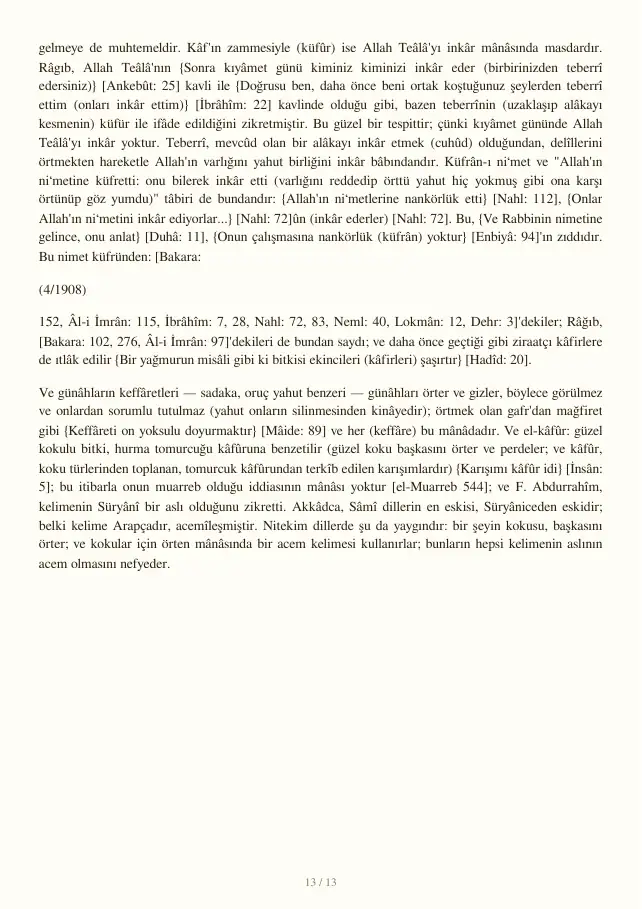 gelmeye de muhtemeldir. Kâf'ın zammesiyle (küfûr) ise Allah Teâlâ'yı inkâr mânâsında masdardır.
Râgıb, Allah Teâlâ'nın {Sonra kıyâmet günü kiminiz kiminizi inkâr eder (birbirinizden teberrî
edersiniz)} [Ankebût: 25] kavli ile {Doğrusu ben, daha önce beni ortak koştuğunuz şeylerden teberrî
ettim (onları inkâr ettim)} [İbrâhîm: 22] kavlinde olduğu gibi, bazen teberrînin (uzaklaşıp alâkayı
kesmenin) küfür ile ifâde edildiğini zikretmiştir. Bu güzel bir tespittir; çünki kıyâmet gününde Allah
Teâlâ'yı inkâr yoktur. Teberrî, mevcûd olan bir alâkayı inkâr etmek (cuhûd) olduğundan, delîllerini
örtmekten hareketle Allah'ın varlığını yahut birliğini inkâr bâbındandır. Küfrân-ı ni‘met ve "Allah'ın
ni‘metine küfretti: onu bilerek inkâr etti (varlığını reddedip örttü yahut hiç yokmuş gibi ona karşı
örtünüp göz yumdu)" tâbiri de bundandır: {Allah'ın ni‘metlerine nankörlük etti} [Nahl: 112], {Onlar
Allah'ın ni‘metini inkâr ediyorlar...} [Nahl: 72]ûn (inkâr ederler) [Nahl: 72]. Bu, {Ve Rabbinin nimetine
gelince, onu anlat} [Duhâ: 11], {Onun çalışmasına nankörlük (küfrân) yoktur} [Enbiyâ: 94]'ın zıddıdır.
Bu nimet küfründen: [Bakara:
(4/1908)
152, Âl-i İmrân: 115, İbrâhîm: 7, 28, Nahl: 72, 83, Neml: 40, Lokmân: 12, Dehr: 3]'dekiler; Râğıb,
[Bakara: 102, 276, Âl-i İmrân: 97]'dekileri de bundan saydı; ve daha önce geçtiği gibi ziraatçı kâfirlere
de ıtlâk edilir {Bir yağmurun misâli gibi ki bitkisi ekincileri (kâfirleri) şaşırtır} [Hadîd: 20].
Ve günâhların keffâretleri — sadaka, oruç yahut benzeri — günâhları örter ve gizler, böylece görülmez
ve onlardan sorumlu tutulmaz (yahut onların silinmesinden kinâyedir); örtmek olan gafr'dan mağfiret
gibi {Keffâreti on yoksulu doyurmaktır} [Mâide: 89] ve her (keffâre) bu mânâdadır. Ve el-kâfûr: güzel
kokulu bitki, hurma tomurcuğu kâfûruna benzetilir (güzel koku başkasını örter ve perdeler; ve kâfûr,
koku türlerinden toplanan, tomurcuk kâfûrundan terkîb edilen karışımlardır) {Karışımı kâfûr idi} [İnsân:
5]; bu itibarla onun muarreb olduğu iddiasının mânâsı yoktur [el-Muarreb 544]; ve F. Abdurrahîm,
kelimenin Süryânî bir aslı olduğunu zikretti. Akkâdca, Sâmî dillerin en eskisi, Süryâniceden eskidir;
belki kelime Arapçadır, acemîleşmiştir. Nitekim dillerde şu da yaygındır: bir şeyin kokusu, başkasını
örter; ve kokular için örten mânâsında bir acem kelimesi kullanırlar; bunların hepsi kelimenin aslının
acem olmasını nefyeder.
13 / 13